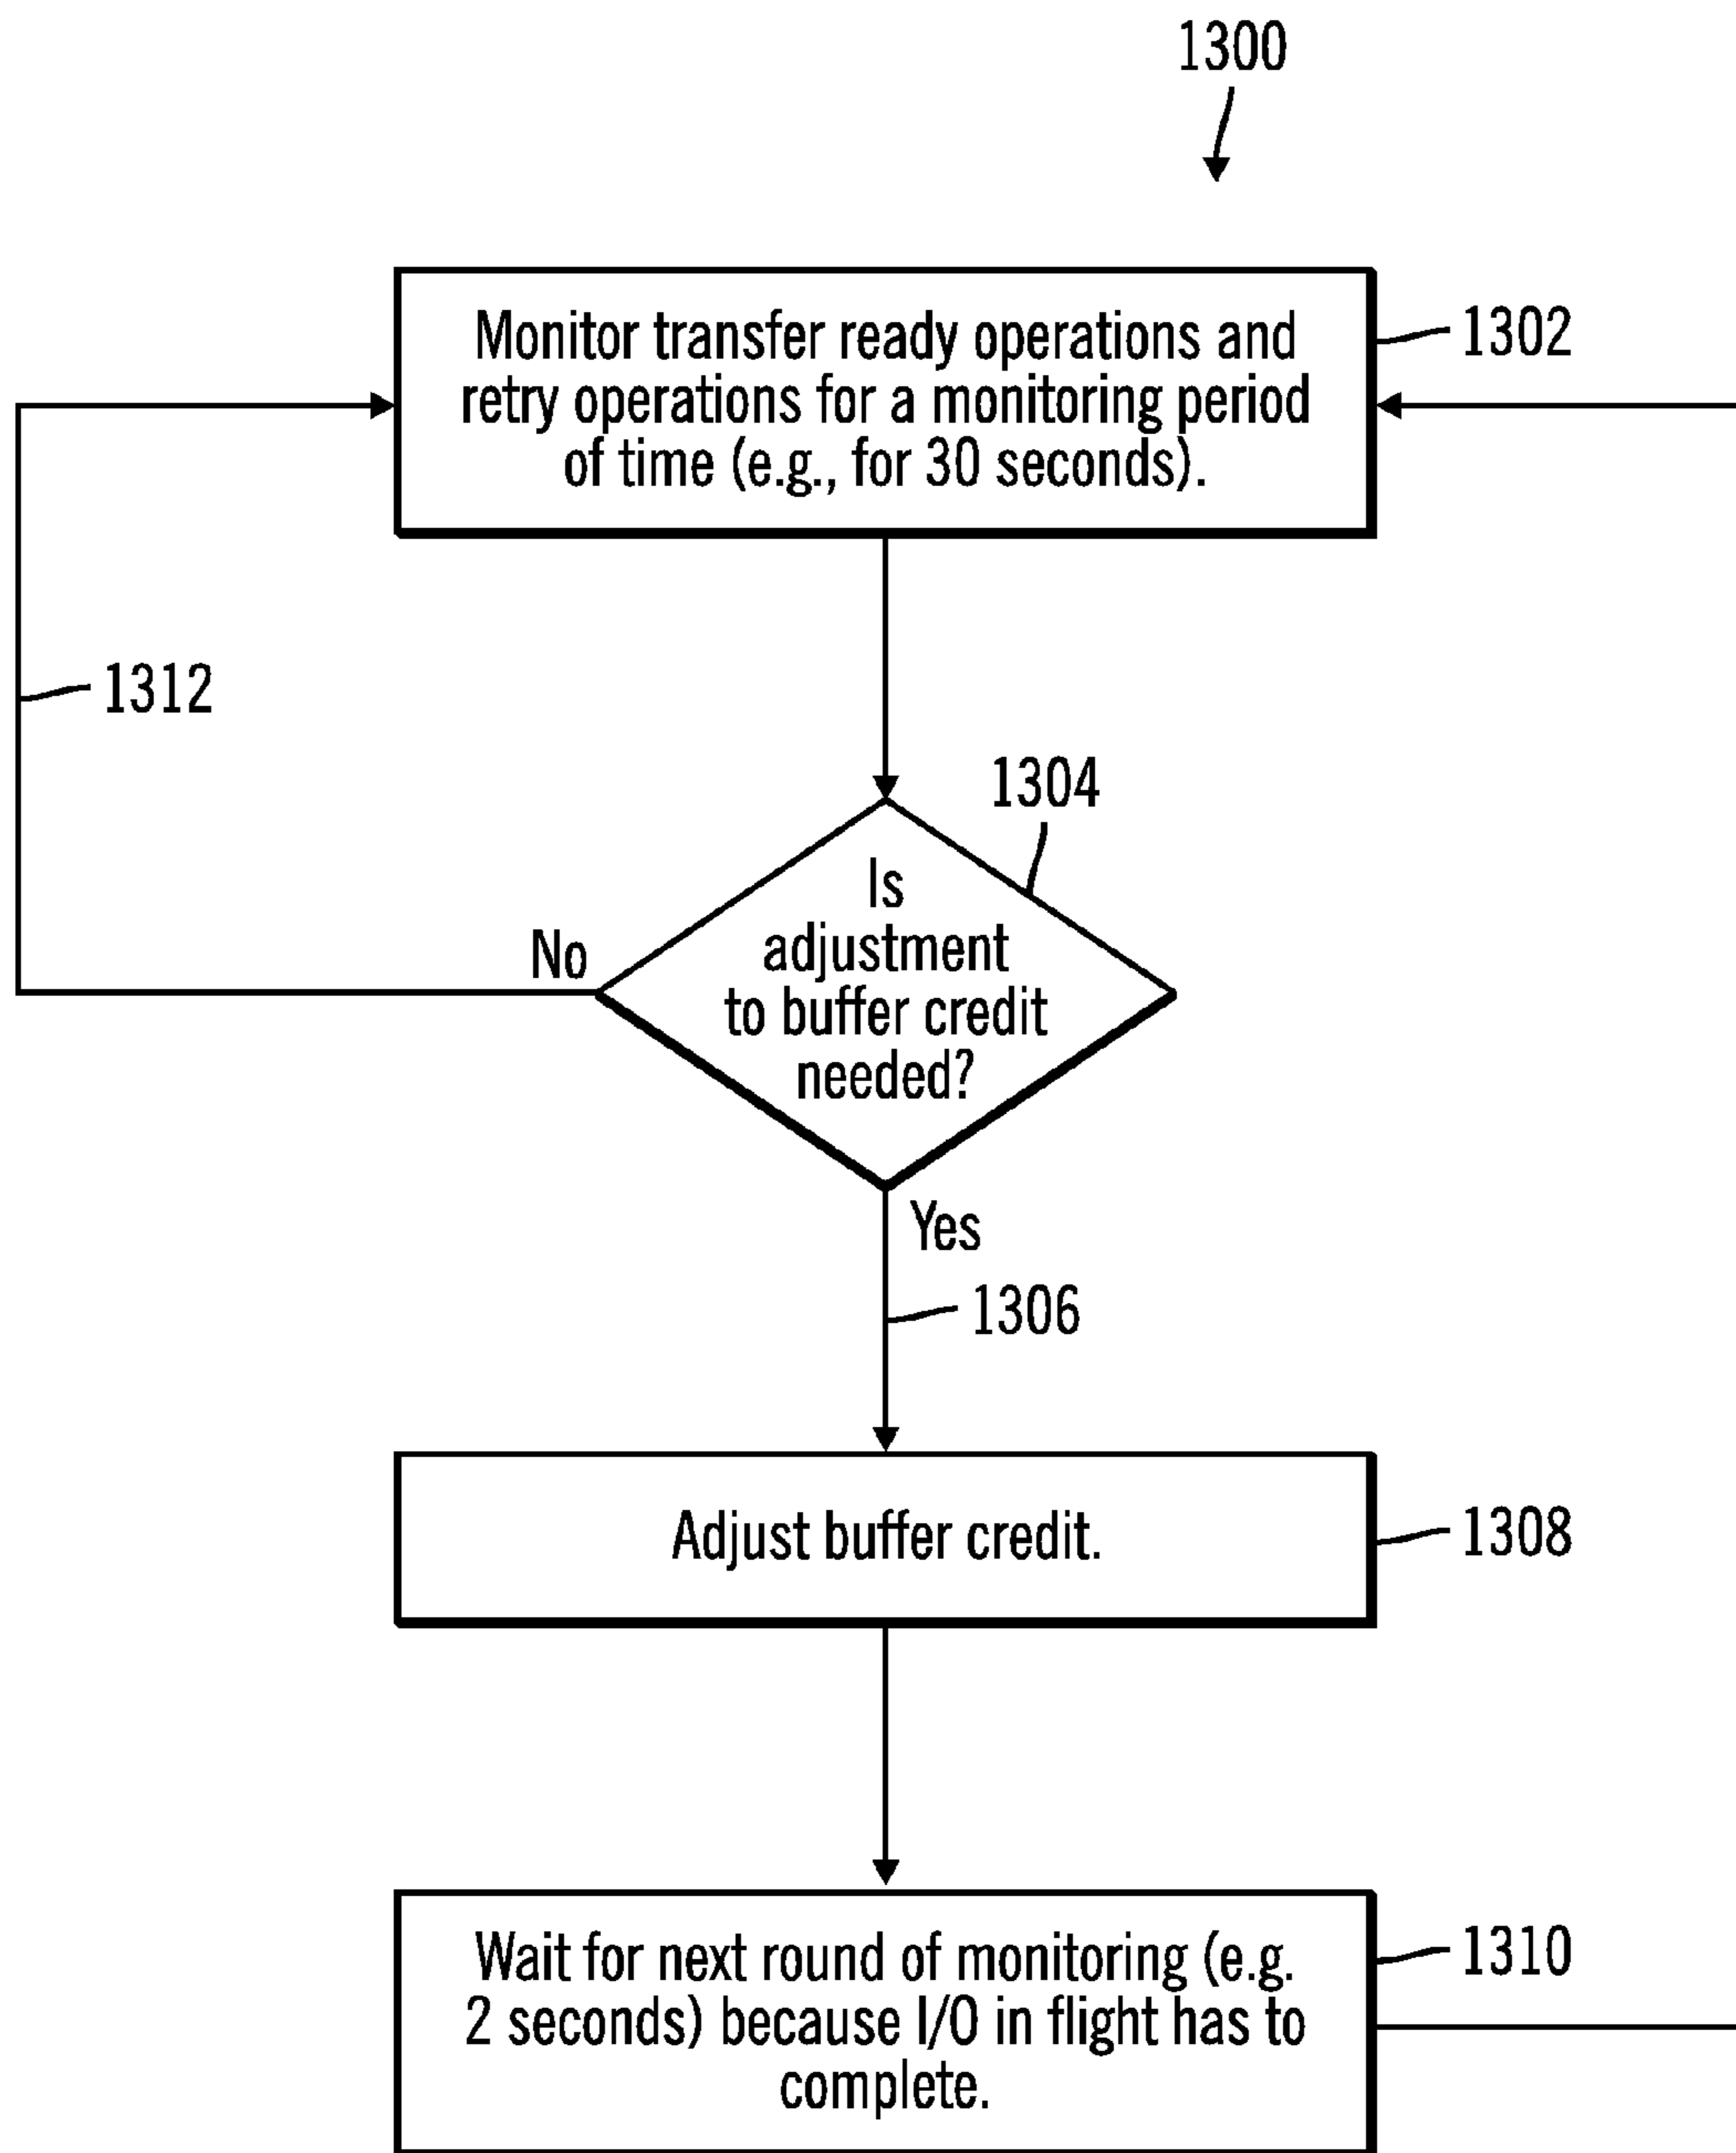 1300
Monitor transfer ready operations and
retry operations for a monitoring period
of time (e.g., for 30 seconds).
1302
1312
1304
Is
adjustment
to buffer credit
needed?
No
Yes
1306
Adjust buffer credit.
1308
Wait for next round of monitoring (e.g.
2 seconds) because I/O in flight has to
complete.
1310